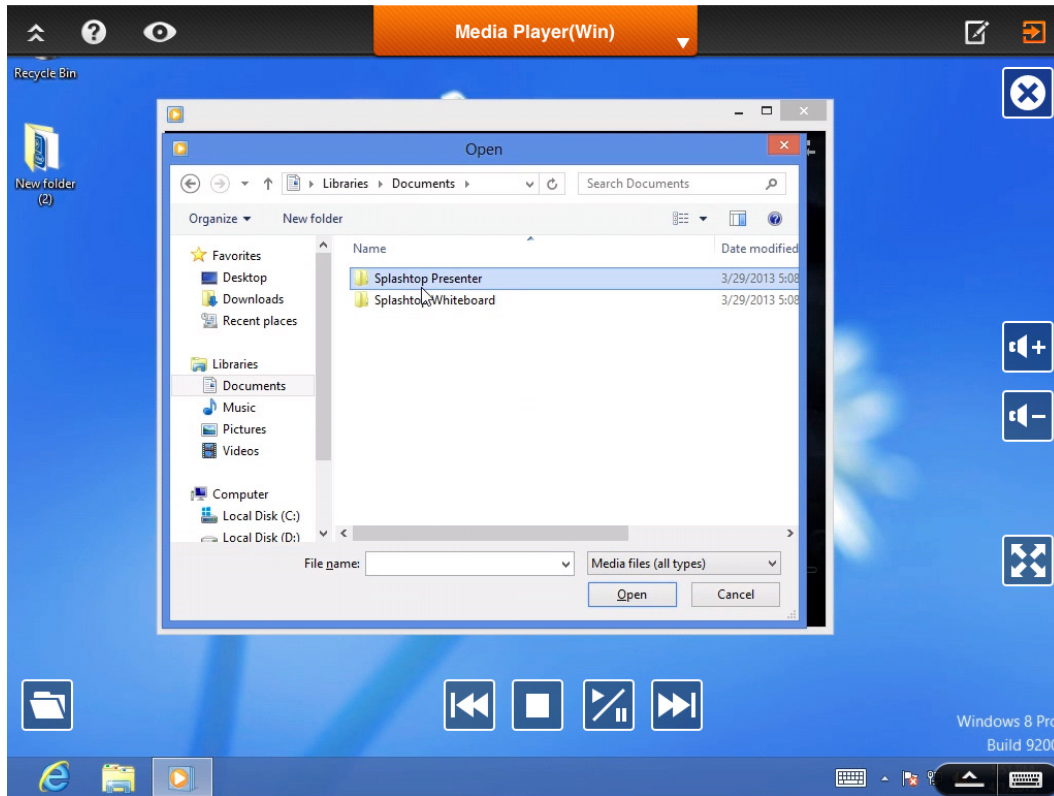 Media Player(Win)
Recycle Bin
New folder
(2)
Open
Libraries
Documents
Search Documents
Organize
New folder
Favorites
Desktop
Downloads
Recent places
Libraries
Documents
Music
Pictures
Videos
Computer
Local Disk (C:)
Local Disk (D:)
Name
Date modified
Splashtop Presenter
3/29/2013 5:08
Splashtop Whiteboard
3/29/2013 5:08
File name:
Media files (all types)
Open
Cancel
Windows 8 Pro
Build 9200